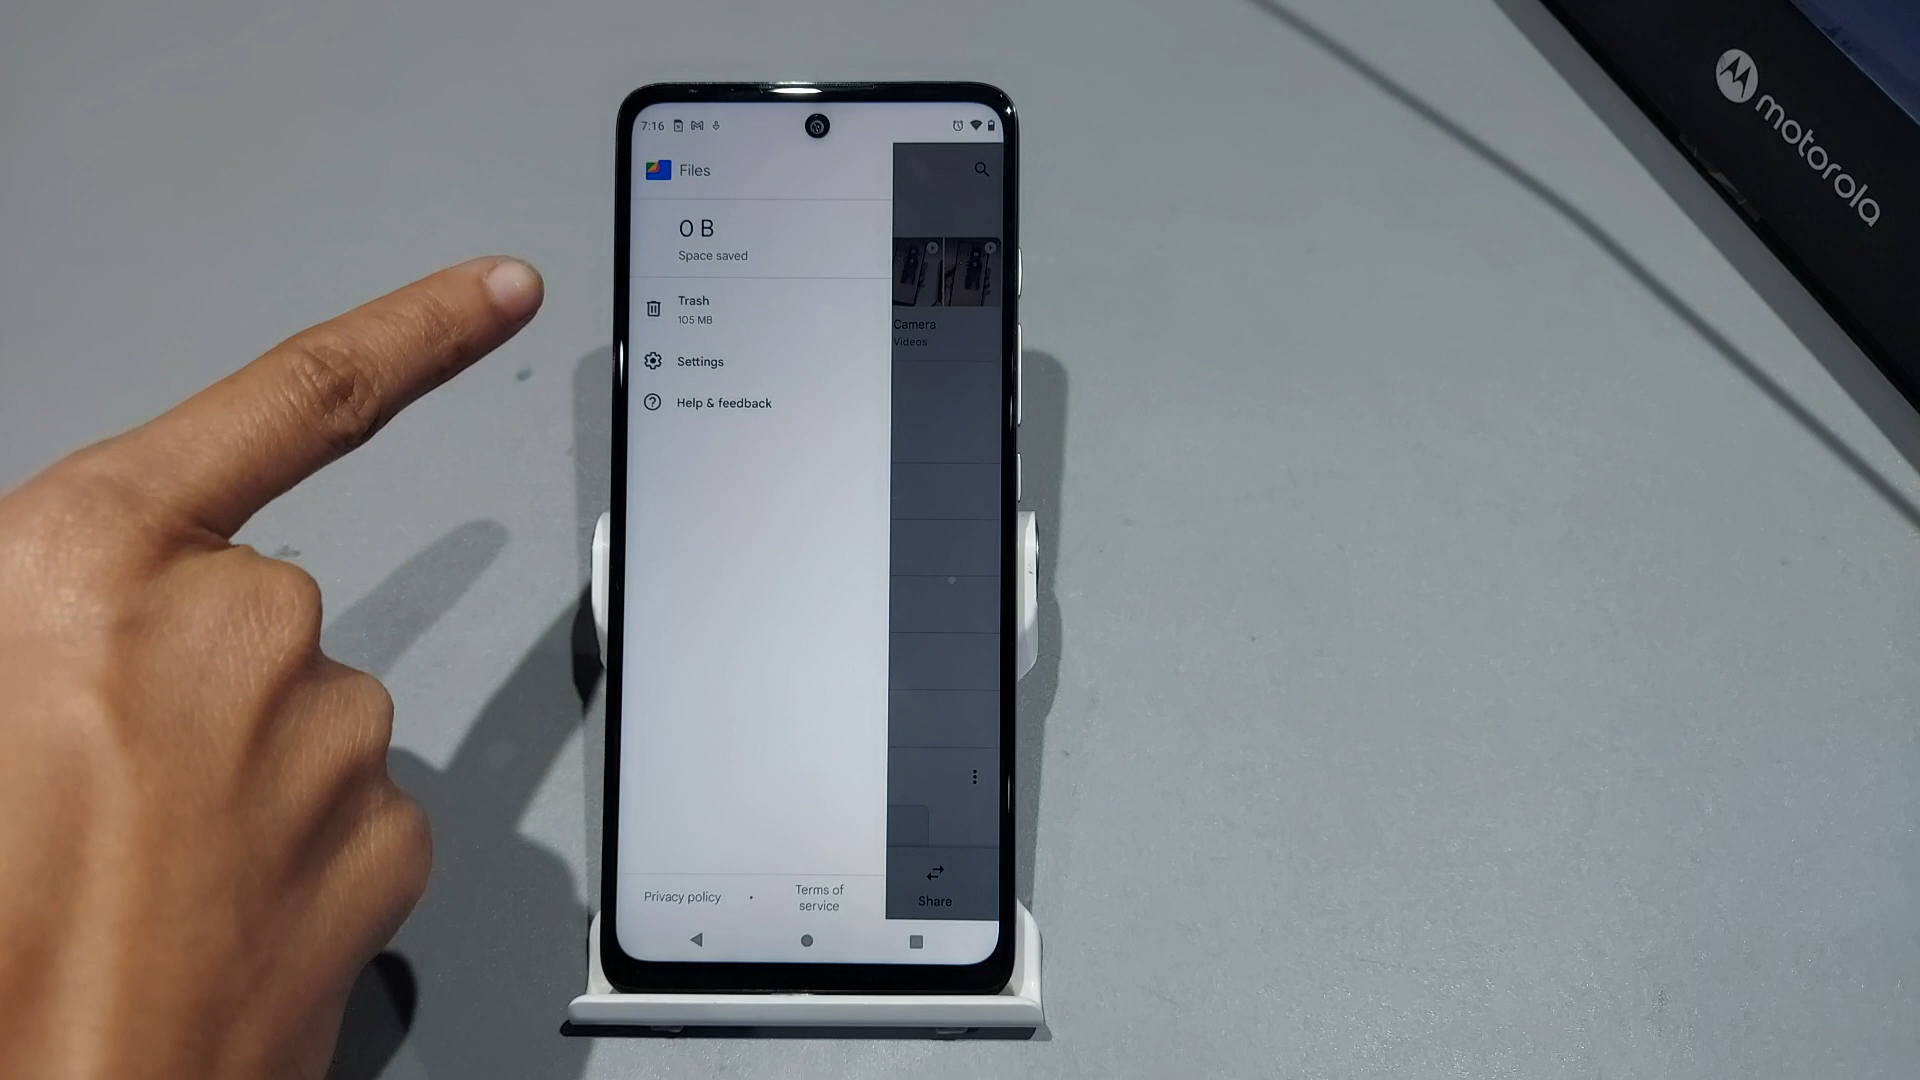 7:16
Files
0 B
Space saved
Trash
105 MB
Settings
Help & feedback
Privacy policy
Terms of
service
Camera
Videos
Share
motorola